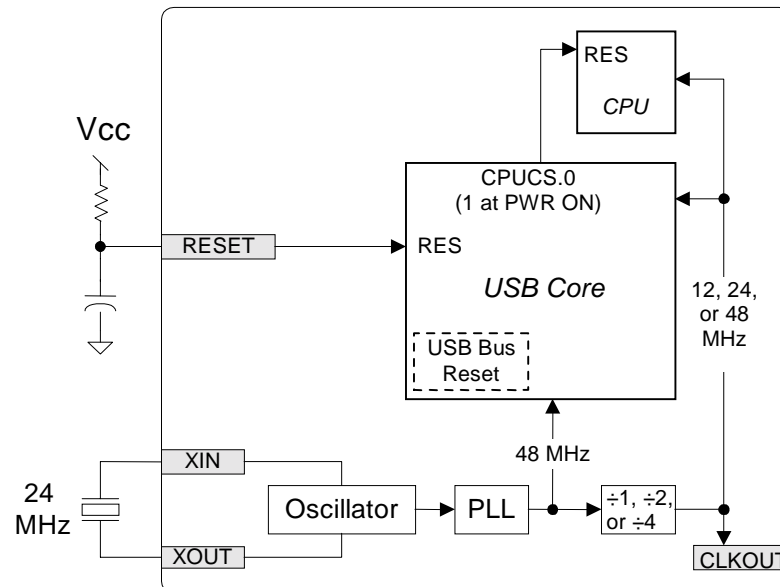 RES
CPU
Vcc
CPUCS.0
(1 at PWR ON)
RESET
RES
USB Core
12, 24,
or 48
MHz
USB Bus
Reset
XIN
48 MHz
24
MHz
Oscillator
PLL
÷1, ÷2,
or ÷4
XOUT
CLKOUT